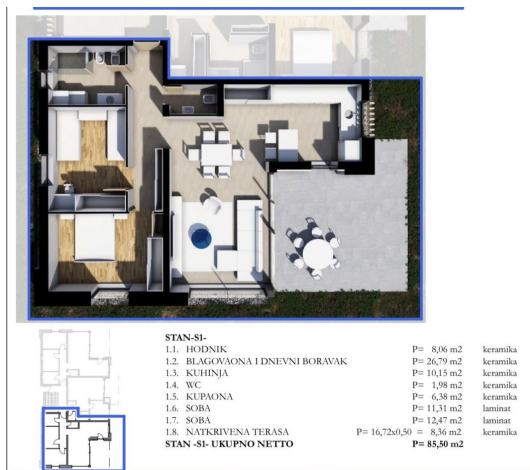 STAN-S1-
1.1. HODNIK P= 8,06 m2 keramika
1.2. BLAGOVAONA I DNEVNI BORAVAK P= 26,79 m2 keramika
1.3. KUHINJA P= 10,15 m2 keramika
1.4. WC P= 1,98 m2 keramika
1.5. KUPAONA P= 6,38 m2 keramika
1.6. SOBA P= 11,31 m2 laminat
1.7. SOBA P= 12,47 m2 laminat
1.8. NATKRIVENA TERASA P= 16,72x0,50 = 8,36 m2 keramika
STAN -S1- UKUPNO NETTO P= 85,50 m2